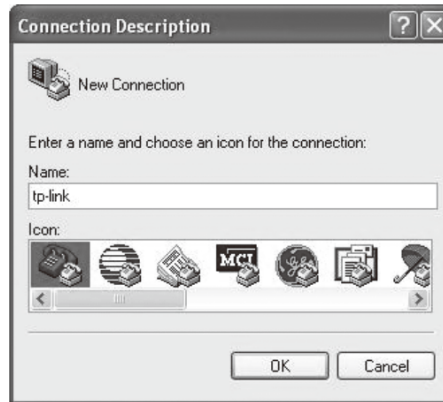 Connection Description
New Connection
Enter a name and choose an icon for the connection:
Name:
tp-link
Icon:
MCI
OK Cancel